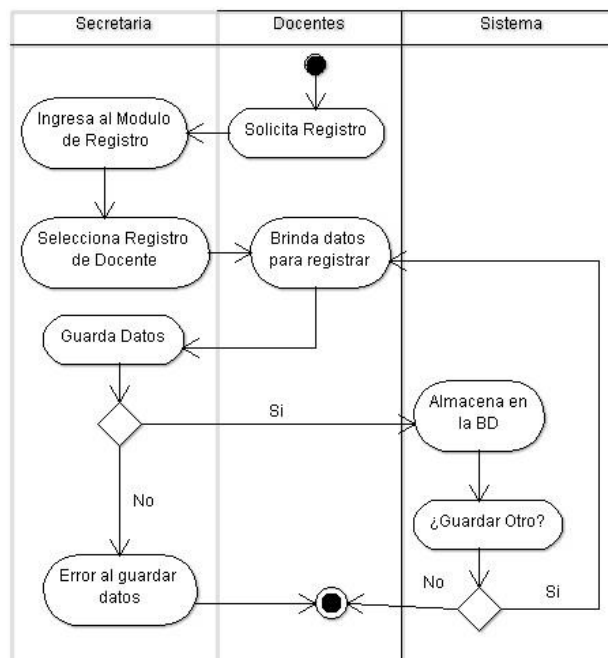 Secretaria
Docentes
Sistema
Ingresa al Modulo
de Registro
Solicita Registro
Selecciona Registro
de Docente
Brinda datos
para registrar
Guarda Datos
Si
Almacena en
la BD
No
¿Guardar Otro?
Error al guardar
datos
No
Si